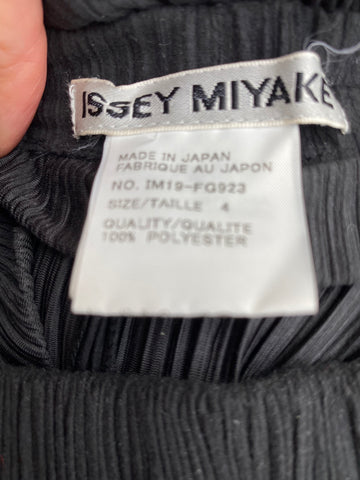 ISSEY MIYAKE
MADE IN JAPAN
FABRIQUE AU JAPON
NO. IM19-FG923
SIZE/TAILLE 4
QUALITY/QUALITE
100% POLYESTER